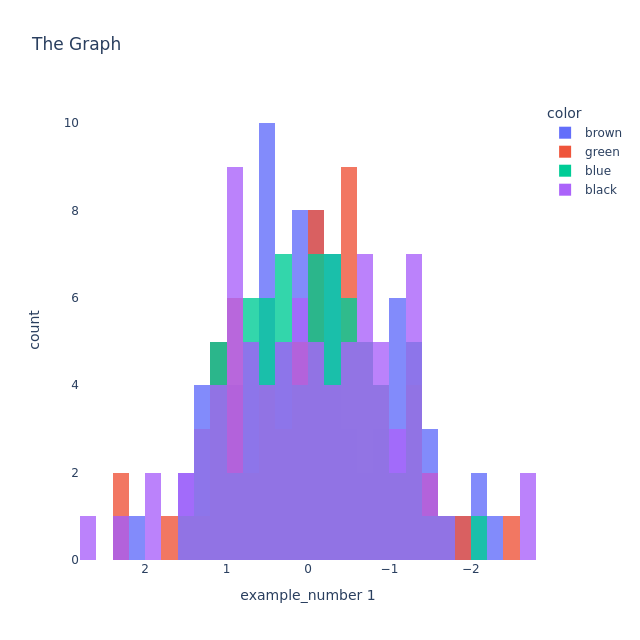 The Graph
color
brown
green
blue
black
10
8
6
4
2
0
count
2
1
0
−1
−2
example_number 1